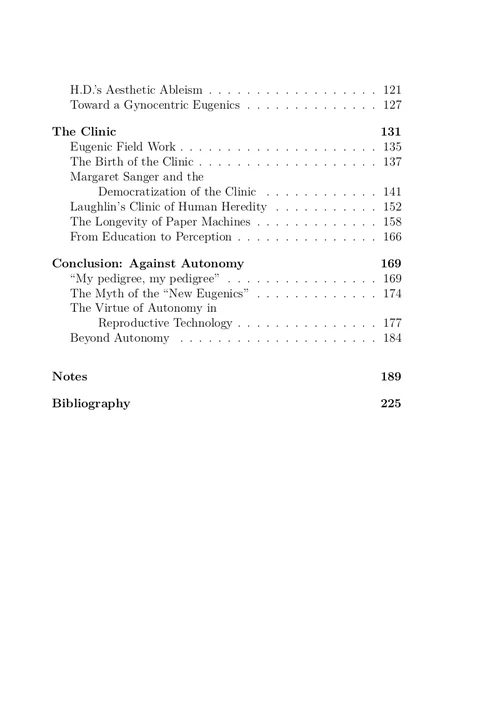 H.D.'s Aesthetic Ableism . . . . . . . . . . . . . . . . . . 121
Toward a Gynocentric Eugenics . . . . . . . . . . . . . . 127
The Clinic 131
Eugenic Field Work . . . . . . . . . . . . . . . . . . . . . 135
The Birth of the Clinic . . . . . . . . . . . . . . . . . . . 137
Margaret Sanger and the
Democratization of the Clinic . . . . . . . . . . . . 141
Laughlin's Clinic of Human Heredity . . . . . . . . . . . 152
The Longevity of Paper Machines . . . . . . . . . . . . . 158
From Education to Perception . . . . . . . . . . . . . . . 166
Conclusion: Against Autonomy 169
“My pedigree, my pedigree” . . . . . . . . . . . . . . . . 169
The Myth of the “New Eugenics” . . . . . . . . . . . . . 174
The Virtue of Autonomy in
Reproductive Technology . . . . . . . . . . . . . . . 177
Beyond Autonomy . . . . . . . . . . . . . . . . . . . . . 184
Notes 189
Bibliography 225